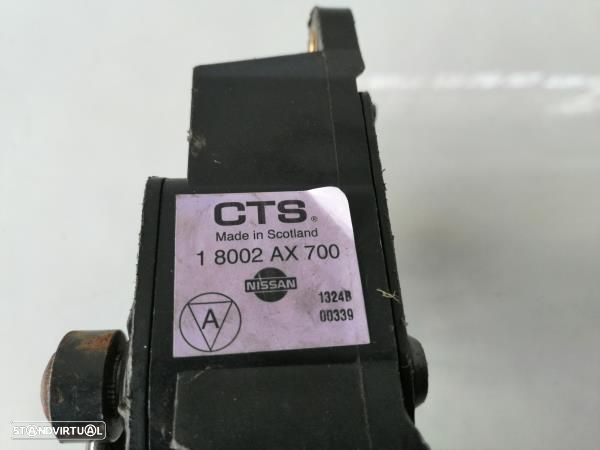 CTS®
Made in Scotland
1 8002 AX 700
NISSAN
1324B
00339
A
STANDVIRTUAL